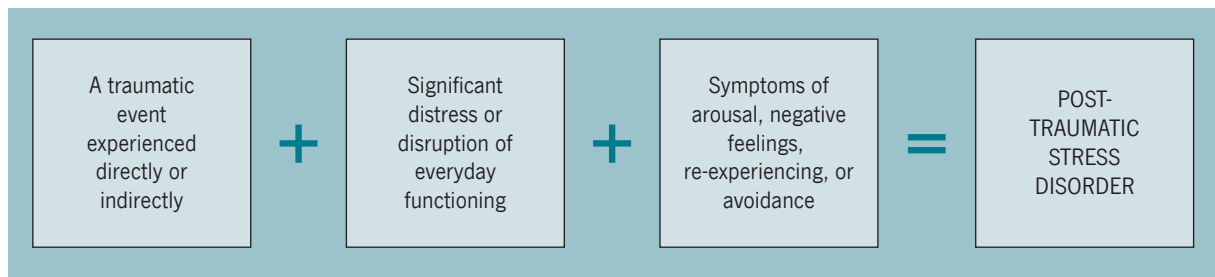 A traumatic
event
experienced
directly or
indirectly
+
Significant
distress or
disruption of
everyday
functioning
+
Symptoms of
arousal, negative
feelings,
re-experiencing, or
avoidance
=
POST-
TRAUMATIC
STRESS
DISORDER